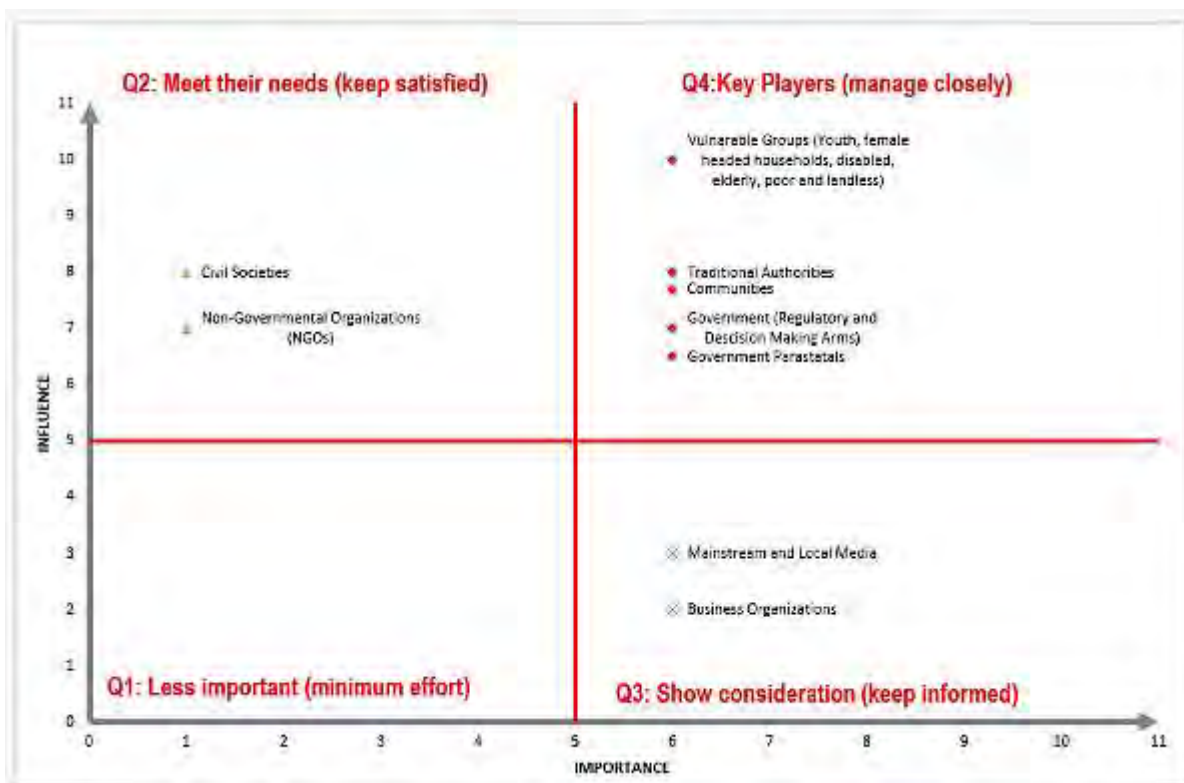 Q2: Meet their needs (keep satisfied)
Q4:Key Players (manage closely)
11
10
9
8
7
6
5
4
3
2
1
0
INFLUENCE
Vulnarable Groups (Youth, female
headed households, disabled,
elderly, poor and landless)
Civil Societies
Non-Governmental Organizations
(NGOs)
Traditional Authorities
Communities
Government (Regulatory and
Descision Making Arms)
Government Parastatals
Mainstream and Local Media
Business Organizations
Q1: Less important (minimum effort)
Q3: Show consideration (keep informed)
0
1
2
3
4
5
6
7
8
9
10
11
IMPORTANCE